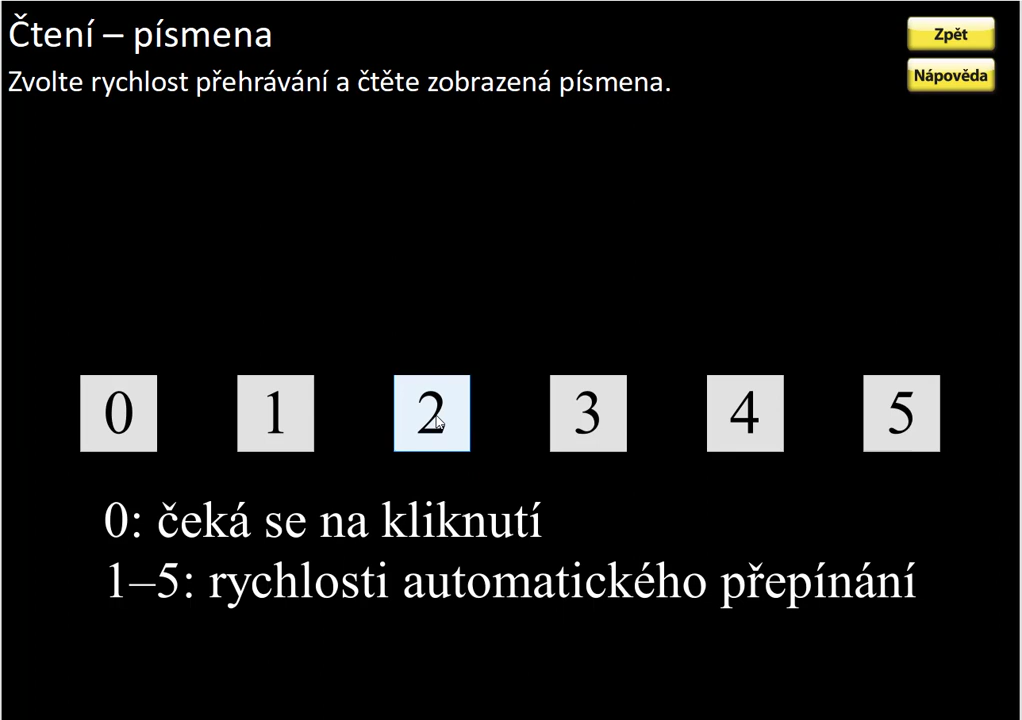 Čtení – písmena
Zpět
Zvolte rychlost přehrávání a čtěte zobrazená písmena.
Nápověda
0 1 2 3 4 5
0: čeká se na kliknutí
1–5: rychlosti automatického přepínání